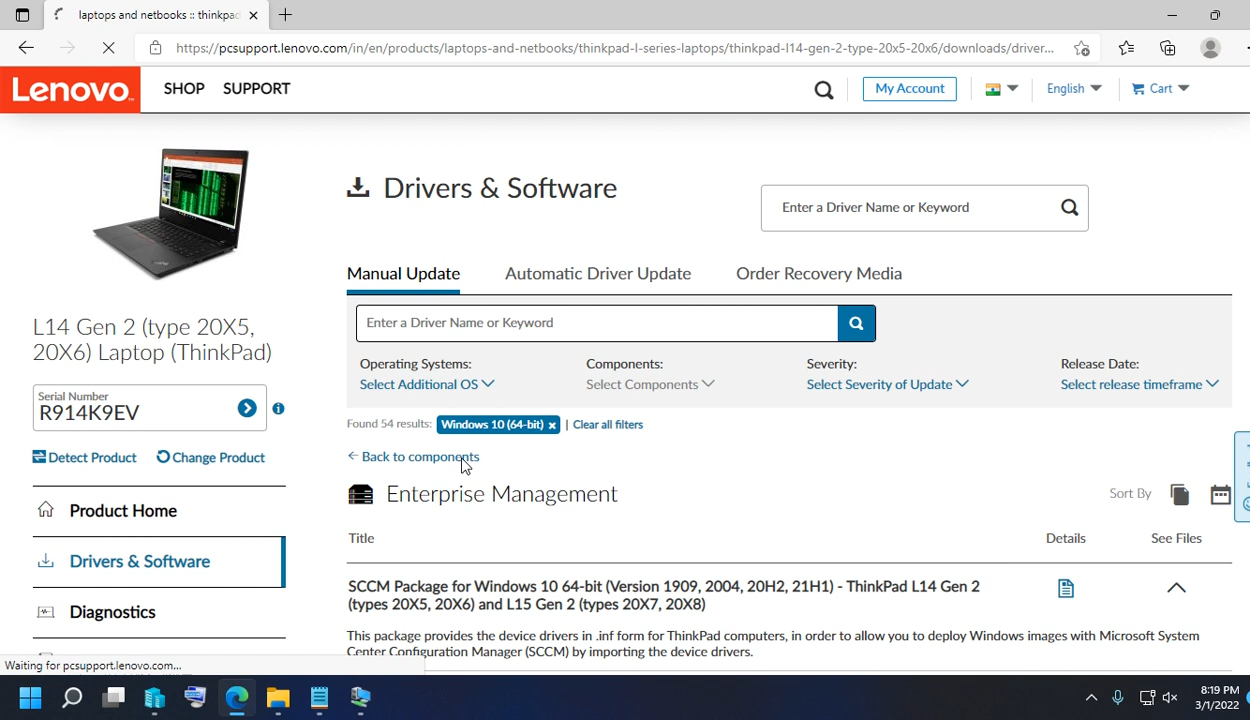 laptops and netbooks :: thinkpad
https://pcsupport.lenovo.com/in/en/products/laptops-and-netbooks/thinkpad-l-series-laptops/thinkpad-l14-gen-2-type-20x5-20x6/downloads/driver...
Lenovo
SHOP SUPPORT My Account English Cart
Drivers & Software
Enter a Driver Name or Keyword
Manual Update Automatic Driver Update Order Recovery Media
L14 Gen 2 (type 20X5,
20X6) Laptop (ThinkPad)
Enter a Driver Name or Keyword
Operating Systems: Components: Severity: Release Date:
Select Additional OS Select Components Select Severity of Update Select release timeframe
Serial Number
R914K9EV
Found 54 results: Windows 10 (64-bit) × | Clear all filters
Detect Product Change Product
← Back to components
Enterprise Management
Sort By
Product Home
Title Details See Files
Drivers & Software
SCCM Package for Windows 10 64-bit (Version 1909, 2004, 20H2, 21H1) - ThinkPad L14 Gen 2
(types 20X5, 20X6) and L15 Gen 2 (types 20X7, 20X8)
Diagnostics
This package provides the device drivers in .inf form for ThinkPad computers, in order to allow you to deploy Windows images with Microsoft System
Center Configuration Manager (SCCM) by importing the device drivers.
Waiting for pcsupport.lenovo.com...
8:19 PM
3/1/2022